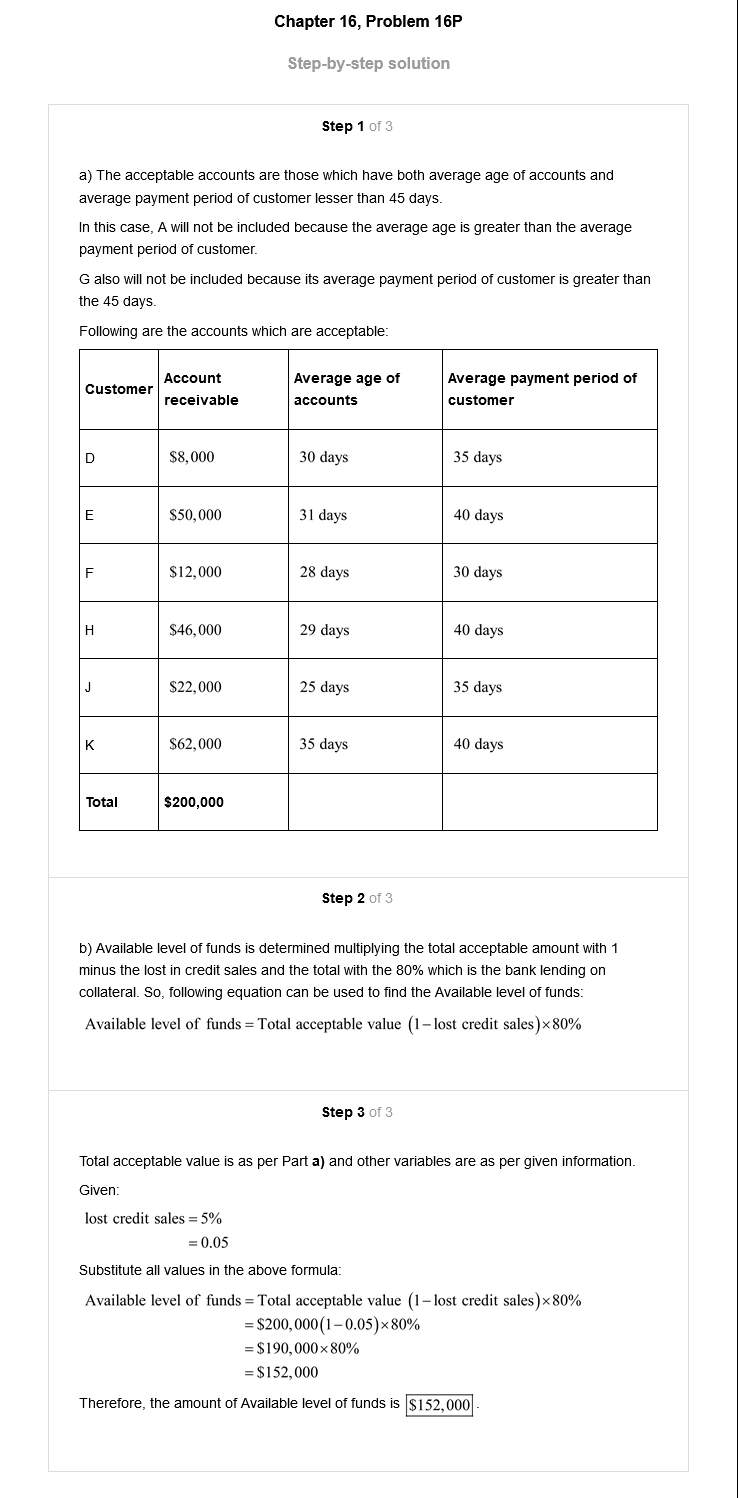 Chapter 16, Problem 16P
Step-by-step solution
Step 1 of 3
a) The acceptable accounts are those which have both average age of accounts and
average payment period of customer lesser than 45 days.
In this case, A will not be included because the average age is greater than the average
payment period of customer.
G also will not be included because its average payment period of customer is greater than
the 45 days.
Following are the accounts which are acceptable:
Customer Account receivable Average age of accounts Average payment period of customer
D $8,000 30 days 35 days
E $50,000 31 days 40 days
F $12,000 28 days 30 days
H $46,000 29 days 40 days
J $22,000 25 days 35 days
K $62,000 35 days 40 days
Total $200,000
Step 2 of 3
b) Available level of funds is determined multiplying the total acceptable amount with 1
minus the lost in credit sales and the total with the 80% which is the bank lending on
collateral. So, following equation can be used to find the Available level of funds:
Available level of funds = Total acceptable value (1−lost credit sales)×80%
Step 3 of 3
Total acceptable value is as per Part a) and other variables are as per given information.
Given:
lost credit sales = 5%
= 0.05
Substitute all values in the above formula:
Available level of funds = Total acceptable value (1−lost credit sales)×80%
= $200,000(1−0.05)×80%
= $190,000×80%
= $152,000
Therefore, the amount of Available level of funds is $152,000.